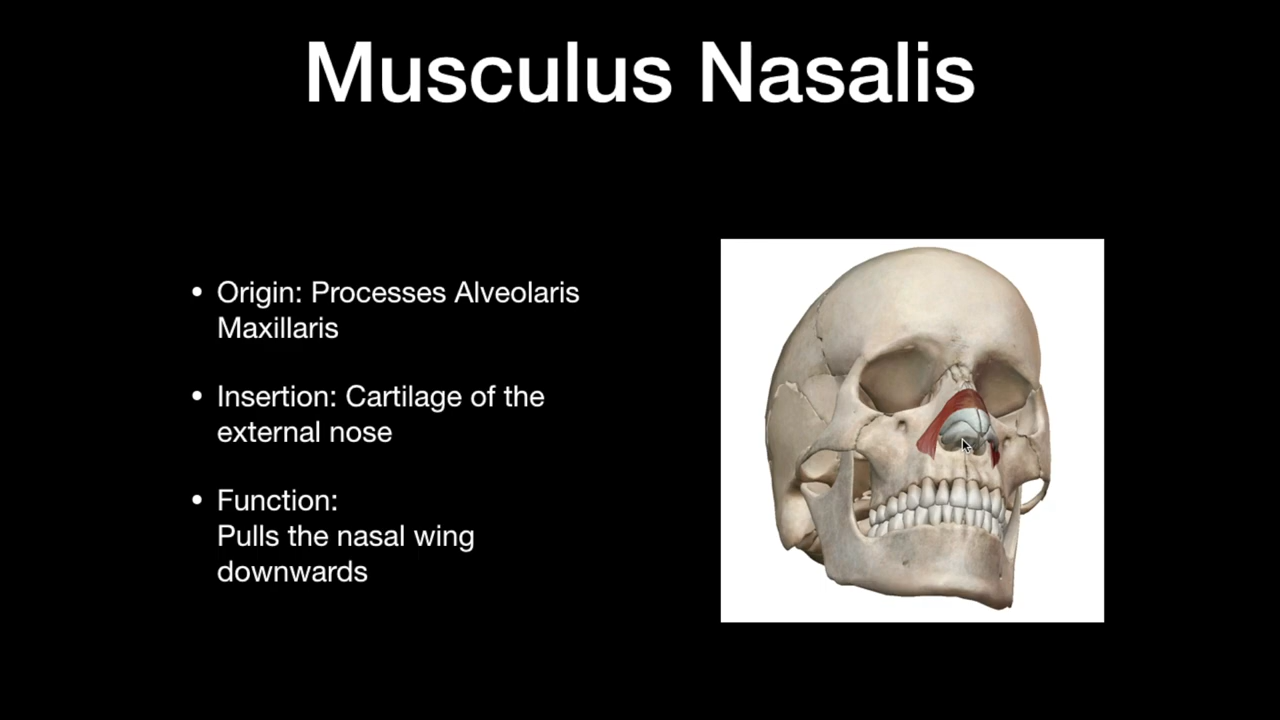 Musculus Nasalis
• Origin: Processes Alveolaris
Maxillaris
• Insertion: Cartilage of the
external nose
• Function:
Pulls the nasal wing
downwards